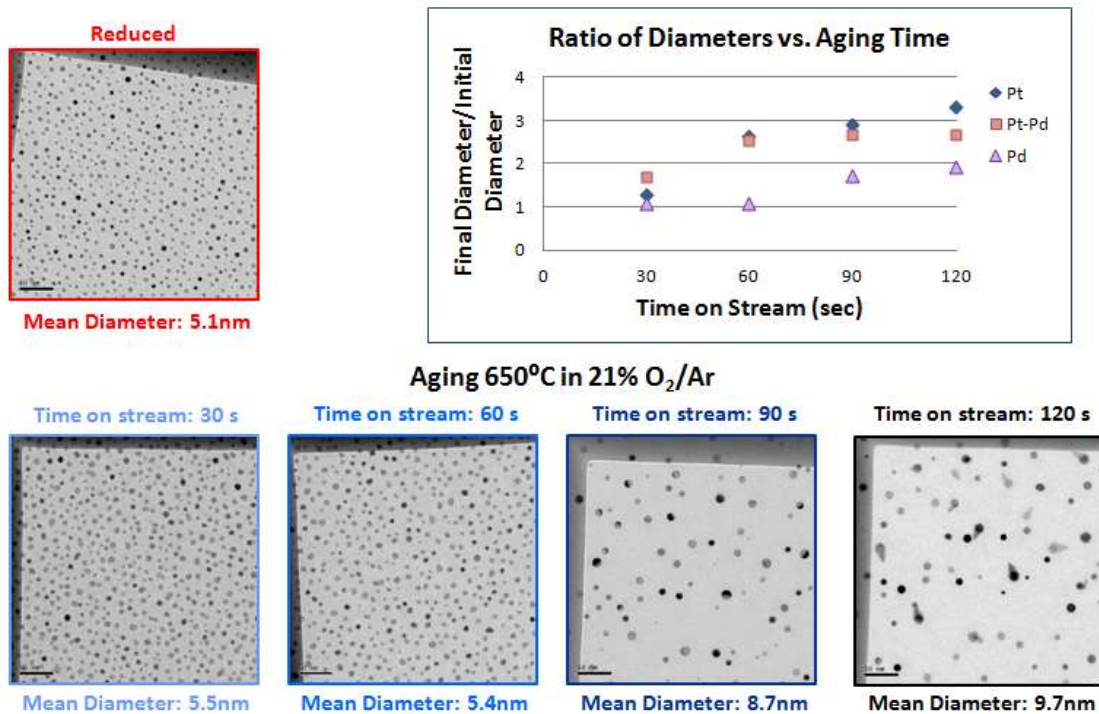 Reduced
Mean Diameter: 5.1nm
Ratio of Diameters vs. Aging Time
Final Diameter/Initial
Diameter
4
3
2
1
0
0
30
60
90
120
Time on Stream (sec)
Pt
Pt-Pd
Pd
Aging 650⁰C in 21% O₂/Ar
Time on stream: 30 s
Time on stream: 60 s
Time on stream: 90 s
Time on stream: 120 s
Mean Diameter: 5.5nm
Mean Diameter: 5.4nm
Mean Diameter: 8.7nm
Mean Diameter: 9.7nm